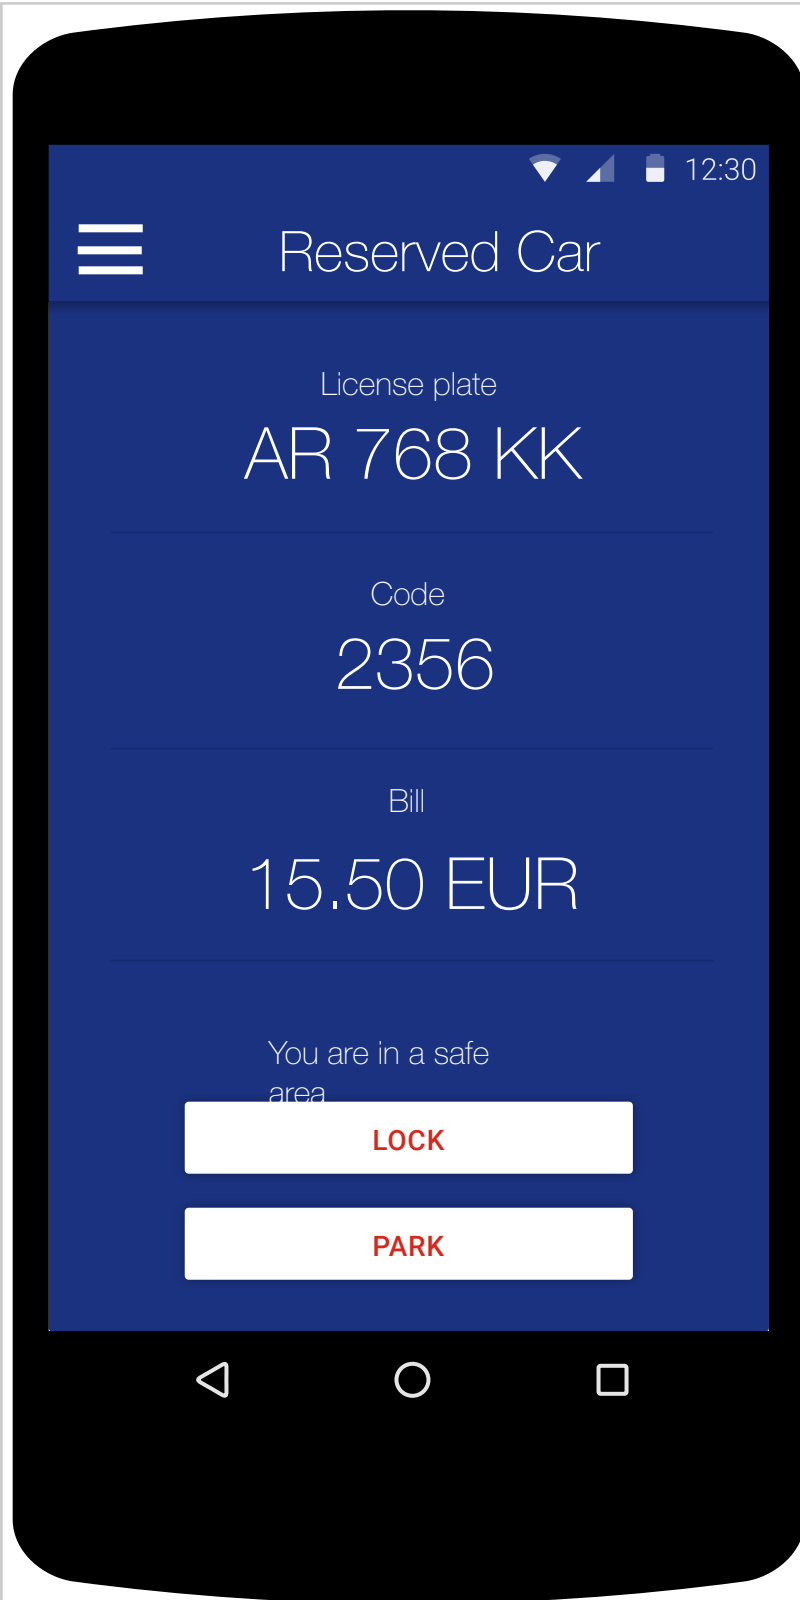 12:30
Reserved Car
License plate
AR 768 KK
Code
2356
Bill
15.50 EUR
You are in a safe
area
LOCK
PARK